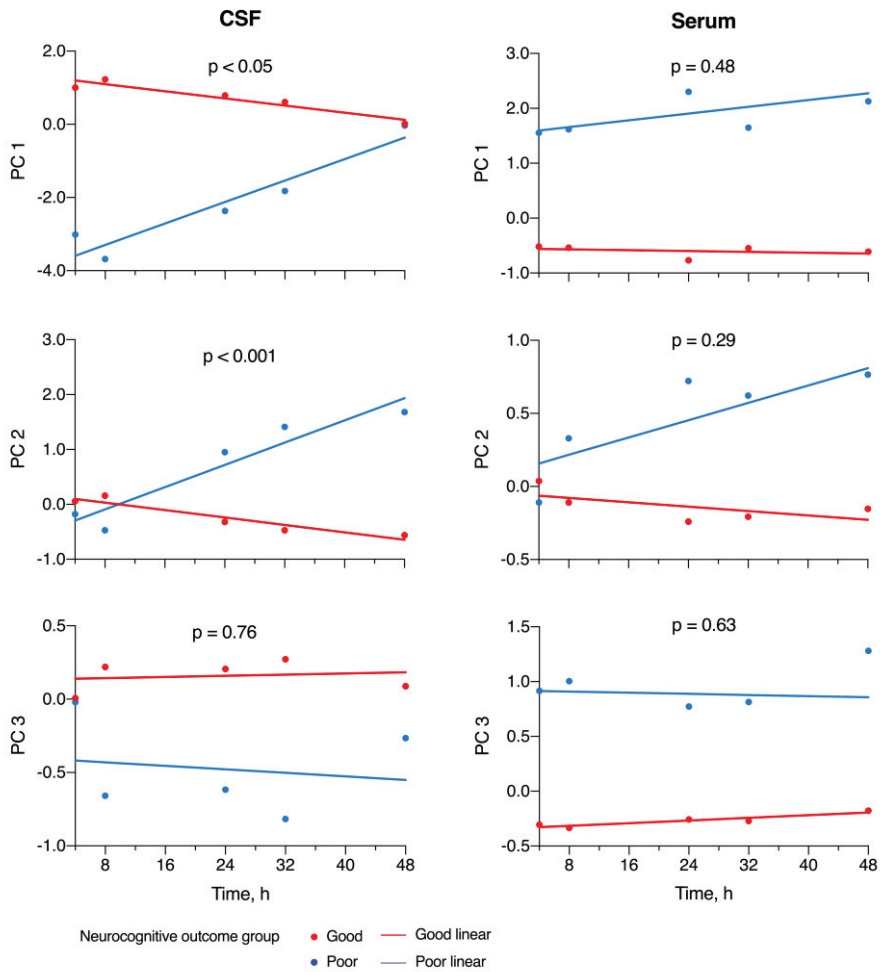 CSF
Serum
2.0
0.0
-2.0
-4.0
PC 1
p < 0.05
3.0
2.0
1.0
0.0
-1.0
PC 1
p = 0.48
3.0
2.0
1.0
0.0
-1.0
PC 2
p < 0.001
1.0
0.5
0.0
-0.5
PC 2
p = 0.29
0.5
0.0
-0.5
-1.0
PC 3
p = 0.76
8 16 24 32 40 48
Time, h
1.5
1.0
0.5
0.0
-0.5
PC 3
p = 0.63
8 16 24 32 40 48
Time, h
Neurocognitive outcome group
Good
Good linear
Poor
Poor linear